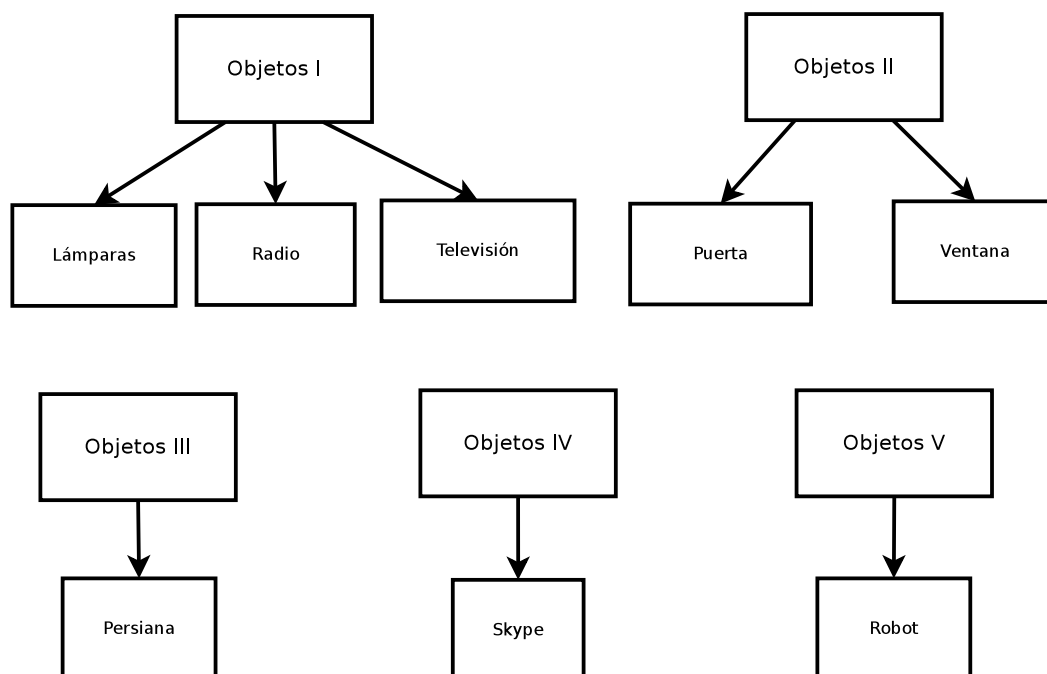 Objetos I
Objetos II
Lámparas
Radio
Televisión
Puerta
Ventana
Objetos III
Objetos IV
Objetos V
Persiana
Skype
Robot